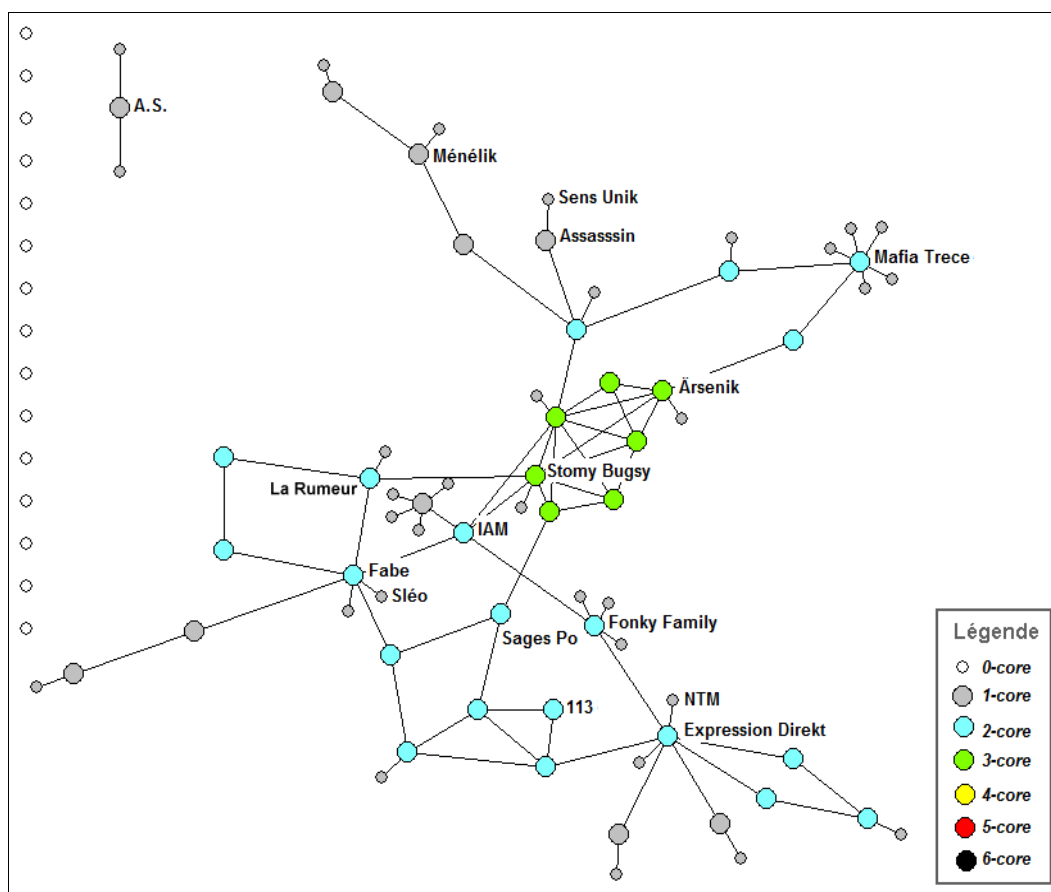 A.S.
Ménélik
Sens Unik
Assasssin
Mafia Trece
Ärsenik
Stomy Bugsy
La Rumeur
IAM
Fabe
Sléo
Sages Po
Fonky Family
NTM
113
Expression Direkt
Légende
0-core
1-core
2-core
3-core
4-core
5-core
6-core